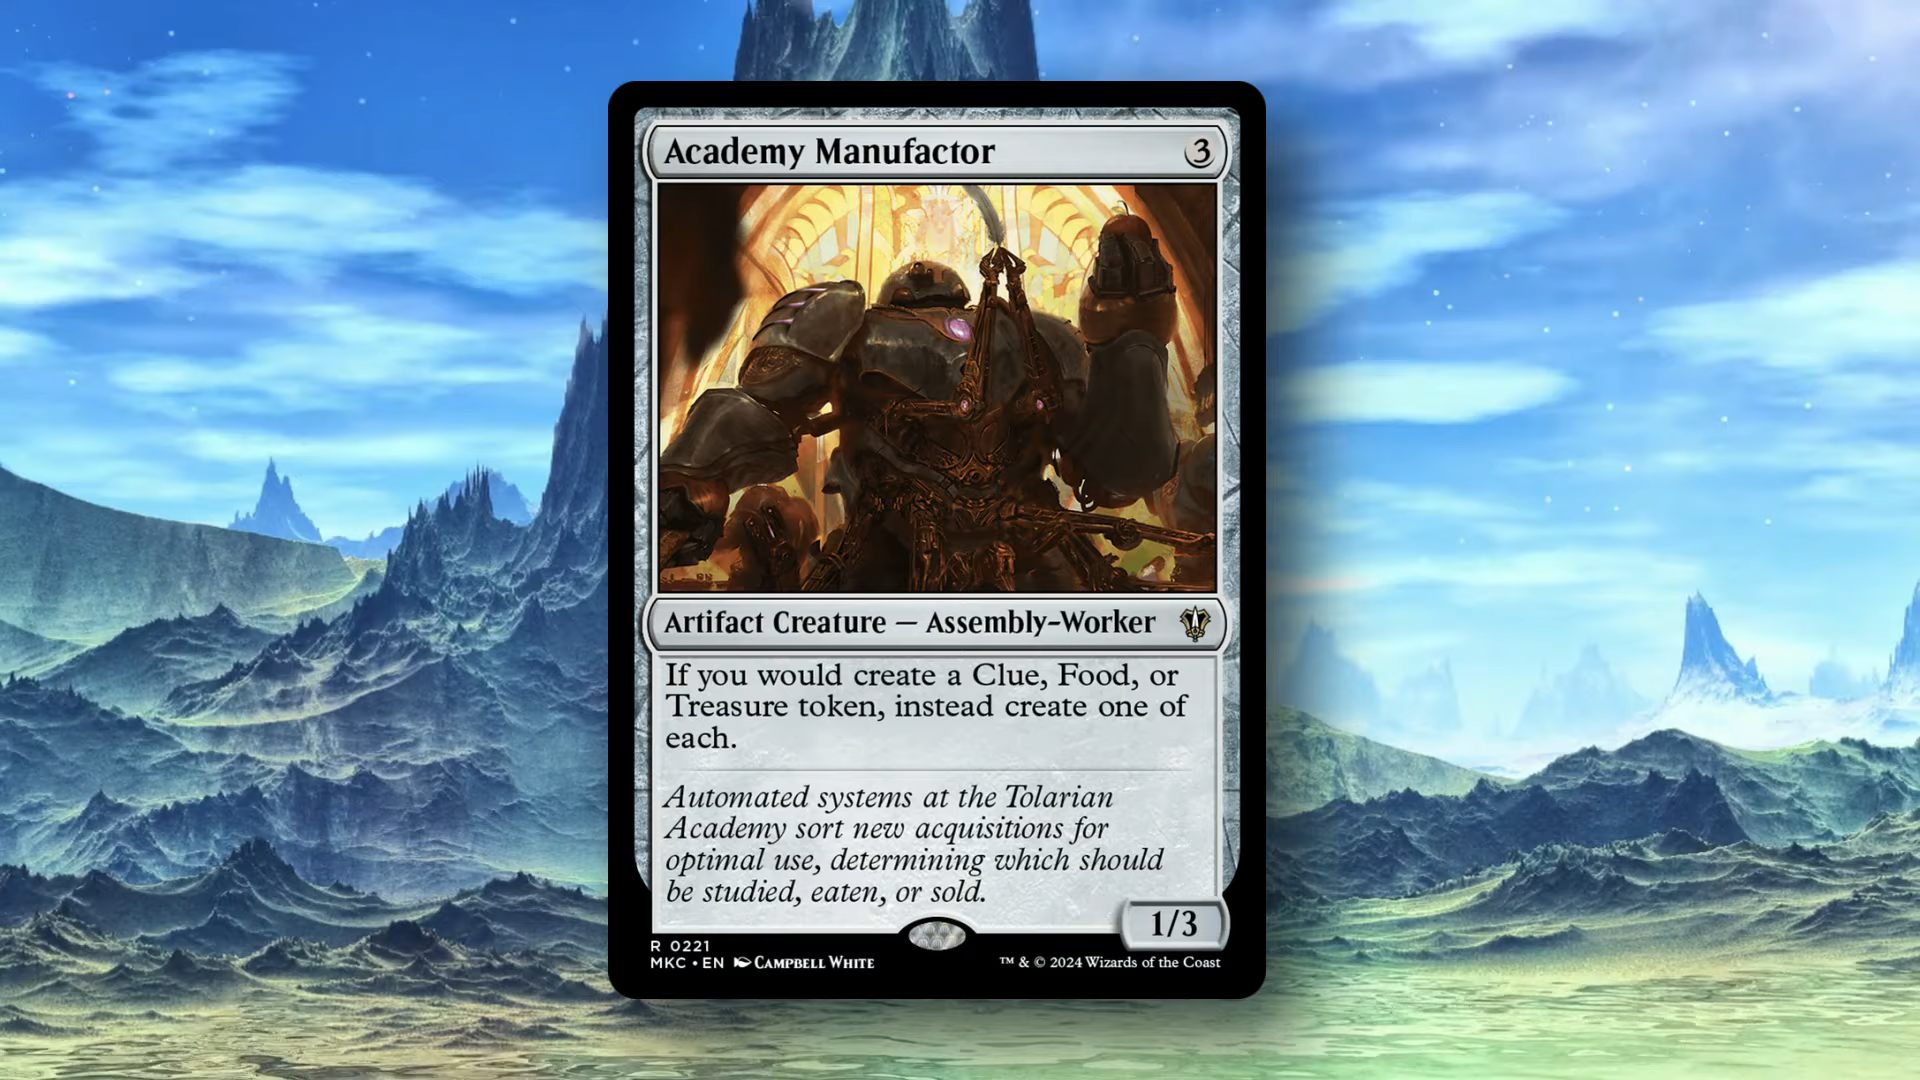 Academy Manufactor
3
Artifact Creature — Assembly-Worker
If you would create a Clue, Food, or
Treasure token, instead create one of
each.
Automated systems at the Tolarian
Academy sort new acquisitions for
optimal use, determining which should
be studied, eaten, or sold.
1/3
R 0221
MKC • EN CAMPBELL WHITE
™ & © 2024 Wizards of the Coast